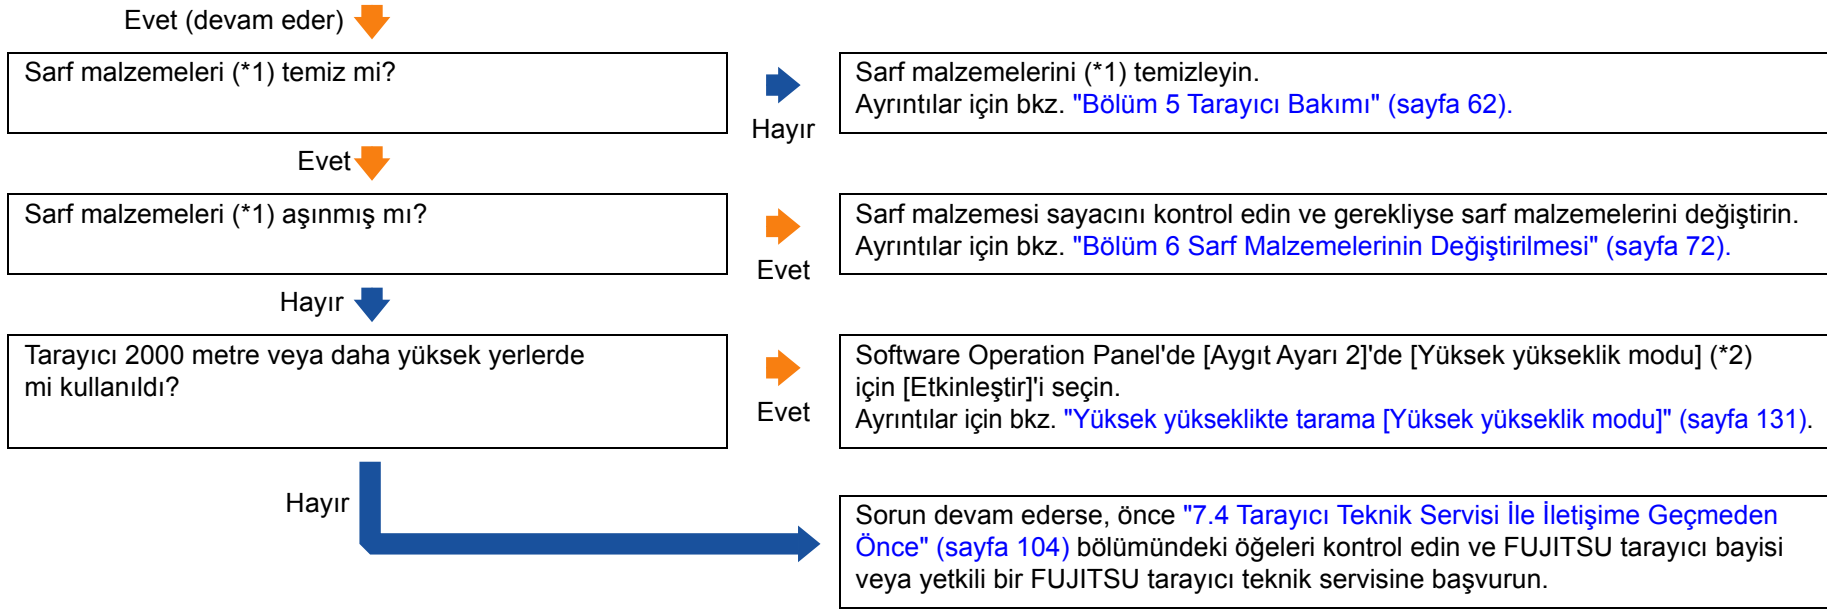 Evet (devam eder)
Sarf malzemeleri (*1) temiz mi?
Hayır
Sarf malzemelerini (*1) temizleyin.
Ayrıntılar için bkz. "Bölüm 5 Tarayıcı Bakımı" (sayfa 62).
Evet
Sarf malzemeleri (*1) aşınmış mı?
Evet
Sarf malzemesi sayacını kontrol edin ve gerekliyse sarf malzemelerini değiştirin.
Ayrıntılar için bkz. "Bölüm 6 Sarf Malzemelerinin Değiştirilmesi" (sayfa 72).
Hayır
Tarayıcı 2000 metre veya daha yüksek yerlerde
mi kullanıldı?
Evet
Software Operation Panel'de [Aygıt Ayarı 2]'de [Yüksek yükseklik modu] (*2)
için [Etkinleştir]'i seçin.
Ayrıntılar için bkz. "Yüksek yükseklikte tarama [Yüksek yükseklik modu]" (sayfa 131).
Hayır
Sorun devam ederse, önce "7.4 Tarayıcı Teknik Servisi İle İletişime Geçmeden
Önce" (sayfa 104) bölümündeki öğeleri kontrol edin ve FUJITSU tarayıcı bayisi
veya yetkili bir FUJITSU tarayıcı teknik servisine başvurun.